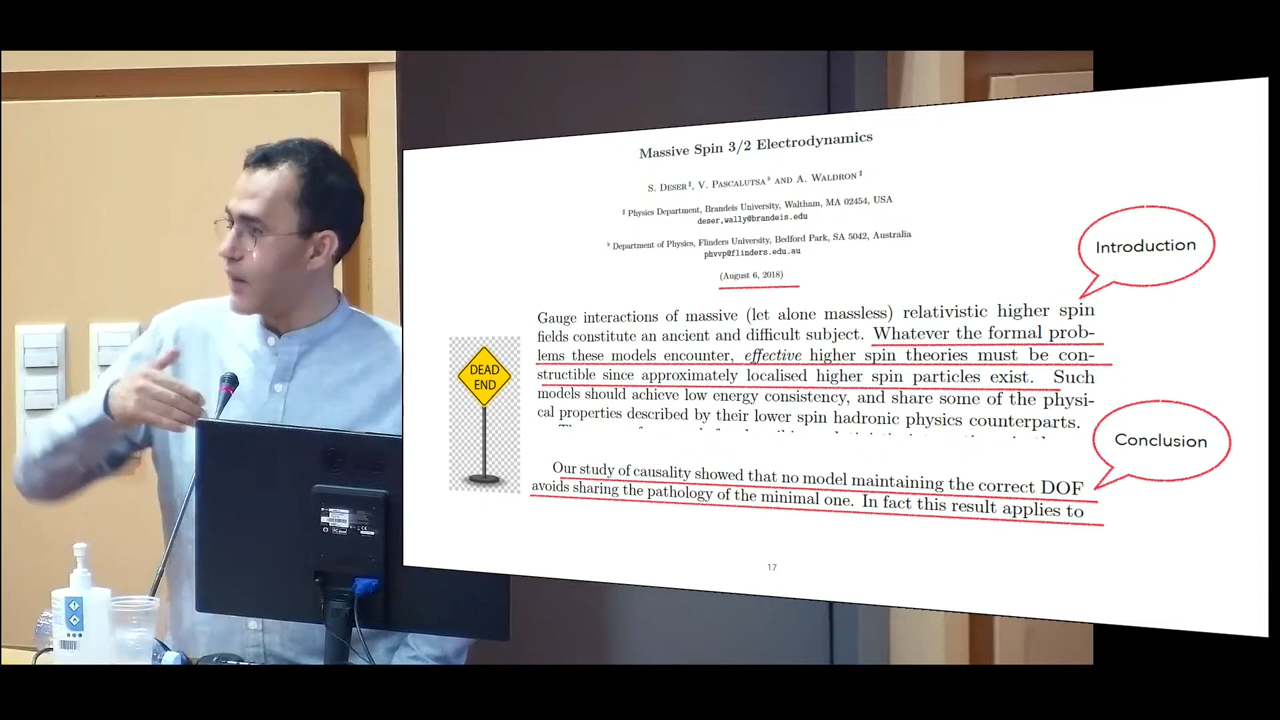 Massive Spin 3/2 Electrodynamics
S. Deser♯, V. Pascalutsa♭ and A. Waldron♯
♯ Physics Department, Brandeis University, Waltham, MA 02454, USA
deser,wally@brandeis.edu
♭ Department of Physics, Flinders University, Bedford Park, SA 5042, Australia
phvvp@flinders.edu.au
(August 6, 2018)
Introduction
Gauge interactions of massive (let alone massless) relativistic higher spin
fields constitute an ancient and difficult subject. Whatever the formal prob-
lems these models encounter, effective higher spin theories must be con-
structible since approximately localised higher spin particles exist. Such
models should achieve low energy consistency, and share some of the physi-
cal properties described by their lower spin hadronic physics counterparts.
DEAD
END
Conclusion
Our study of causality showed that no model maintaining the correct DOF
avoids sharing the pathology of the minimal one. In fact this result applies to
17